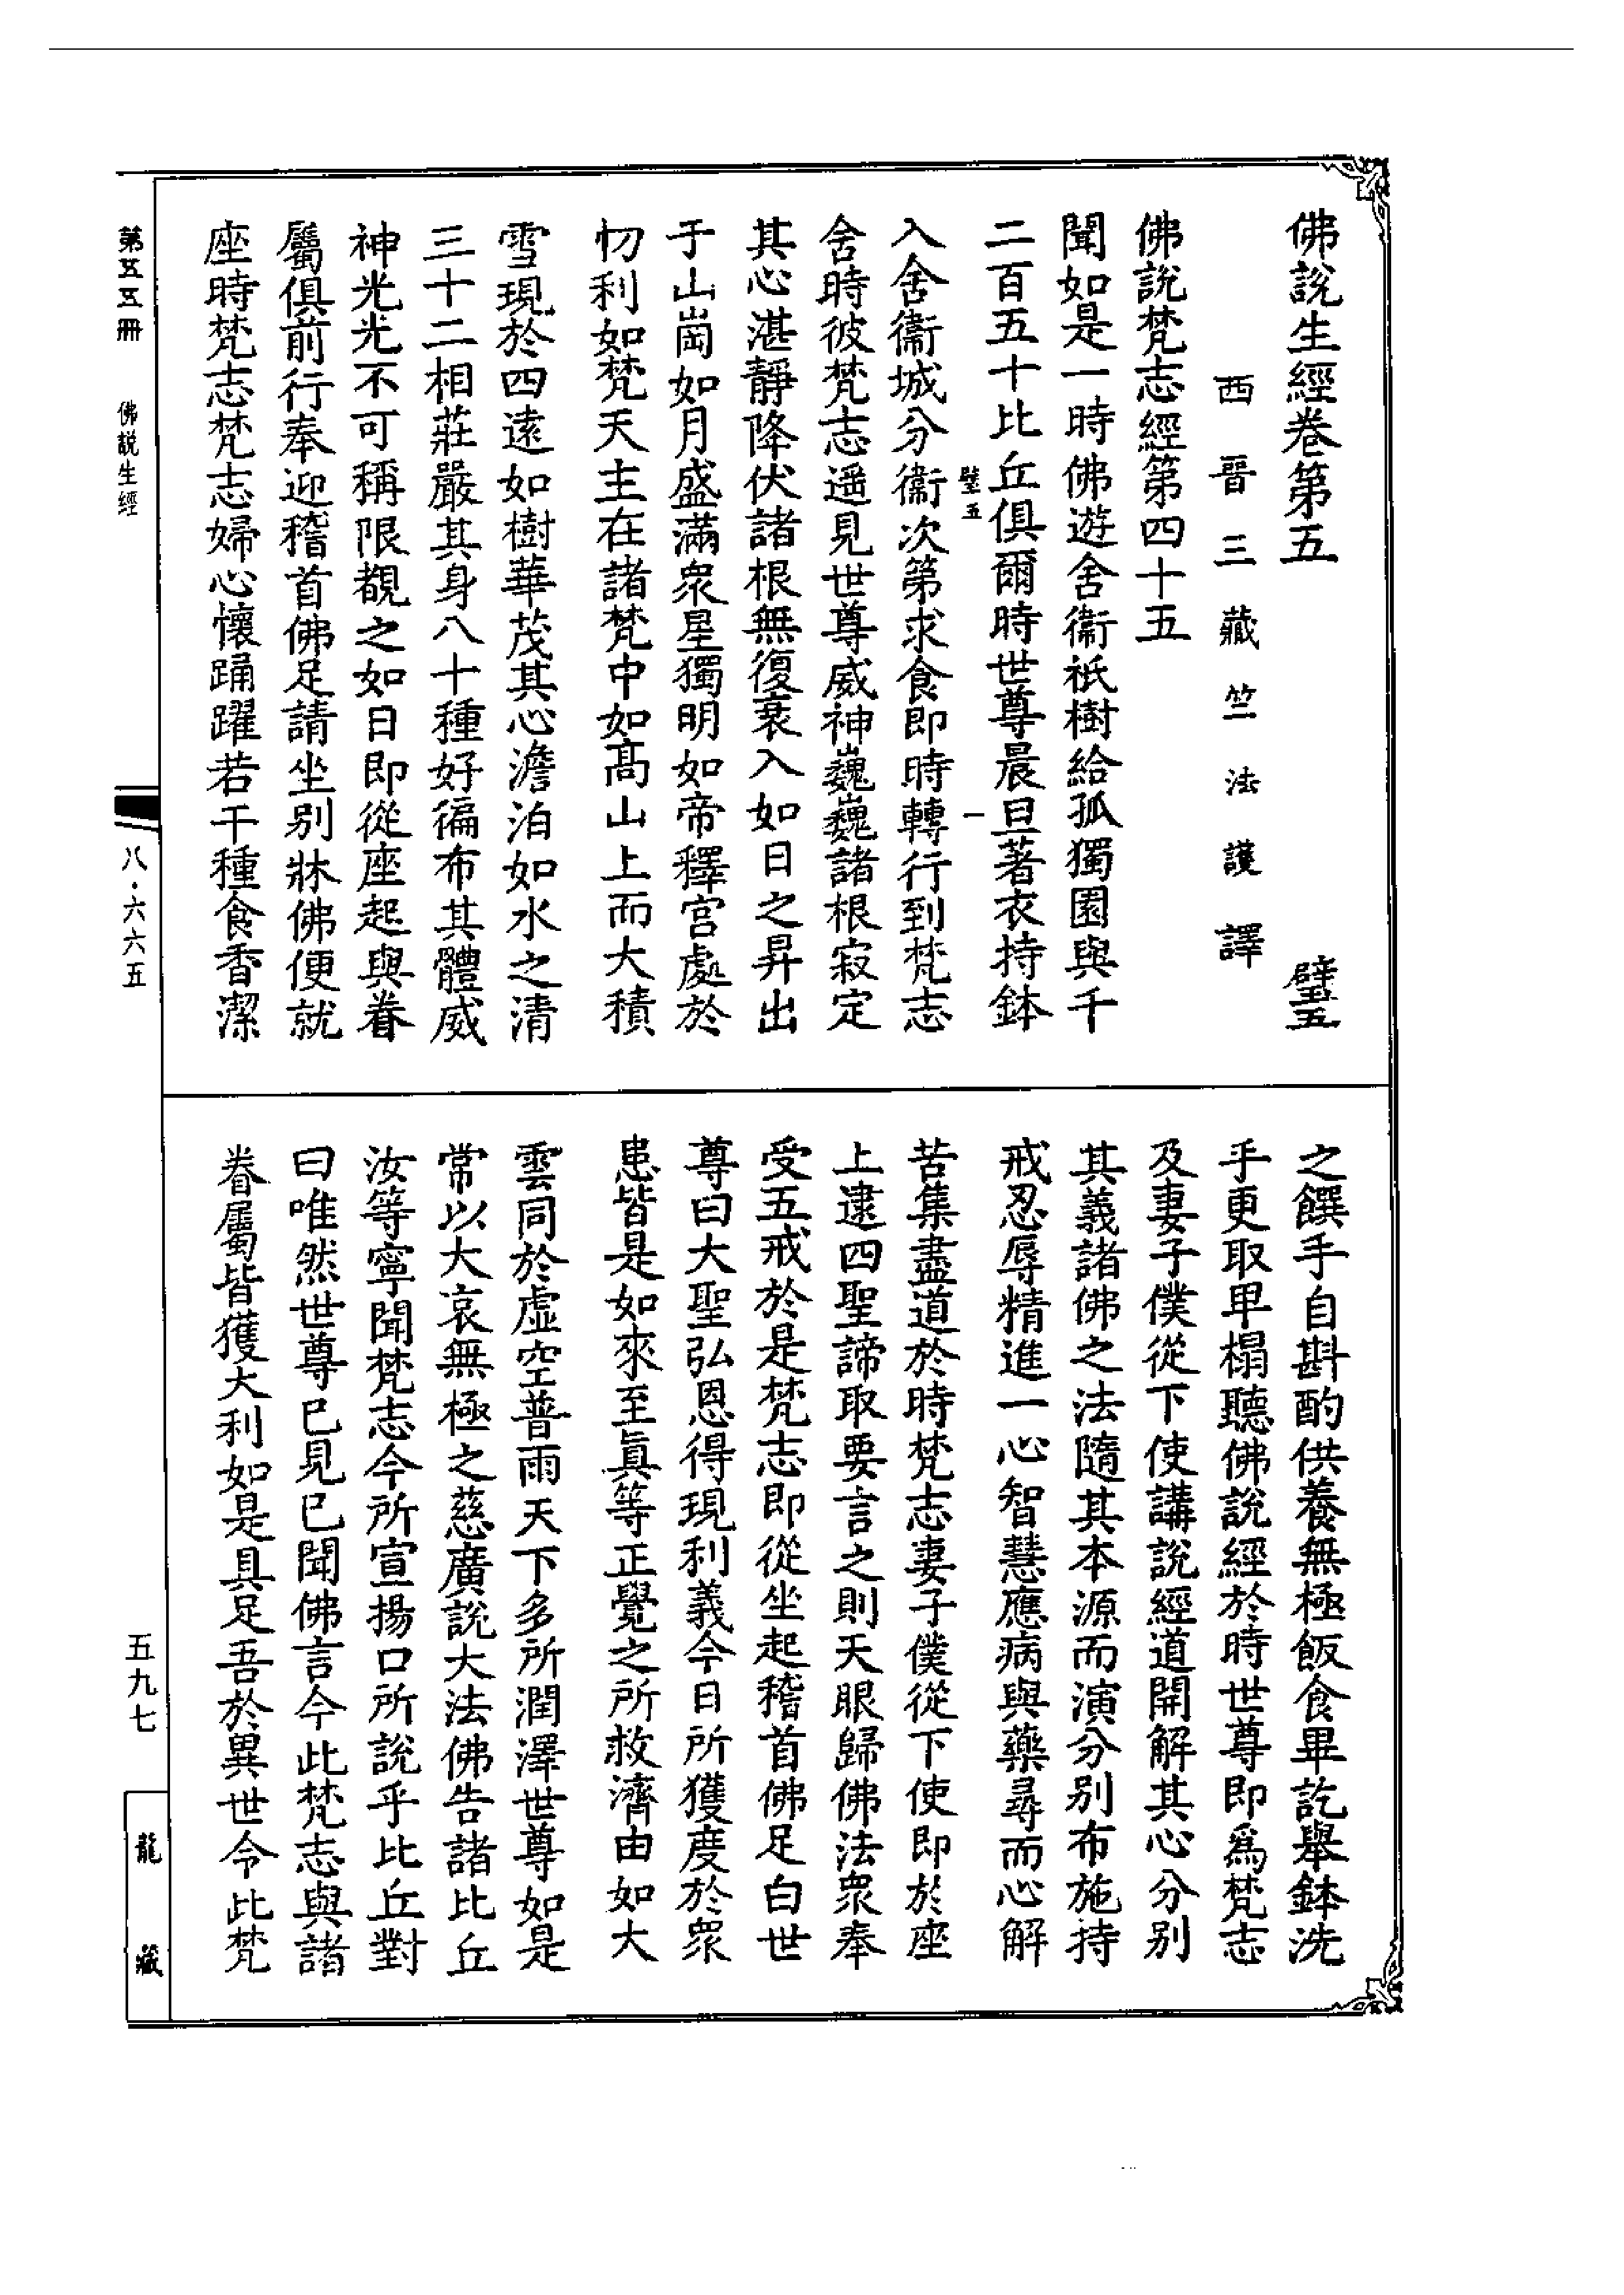 佛說生經卷第五　璧五
西晉三藏竺法護譯
佛說梵志經第四十五
聞如是一時佛遊舍衞祇樹給孤獨園與千
二百五十比丘俱爾時世尊晨旦著衣持鉢
璧五　一
入舍衞城分衞次第求食即時轉行到梵志
舍時彼梵志遥見世尊威神巍巍諸根寂定
其心湛靜降伏諸根無復衰入如日之昇出
于山崗如月盛滿衆星獨明如帝釋宫處於
忉利如梵天主在諸梵中如髙山上而大積
雪現於四遠如樹華茂其心澹泊如水之清
三十二相莊嚴其身八十種好徧布其體威
神光光不可稱限覩之如日即從座起與眷
屬俱前行奉迎稽首佛足請坐别牀佛便就
座時梵志梵志婦心懷踊躍若干種食香潔
之饌手自斟酌供養無極飯食畢訖舉鉢洗
手更取卑榻聽佛說經於時世尊即爲梵志
及妻子僕從下使講說經道開解其心分别
其義諸佛之法隨其本源而演分别布施持
戒忍辱精進一心智慧應病與藥尋而心解
苦集盡道於時梵志妻子僕從下使即於座
上逮四聖諦取要言之則天眼歸佛法衆奉
受五戒於是梵志即從坐起稽首佛足白世
尊曰大聖弘恩得現利義今日所獲度於衆
患皆是如來至眞等正覺之所救濟由如大
雲同於虚空普雨天下多所潤澤世尊如是
常以大哀無極之慈廣說大法佛告諸比丘
汝等寧聞梵志今所宣揚口所說乎比丘對
曰唯然世尊已見已聞佛言今此梵志與諸
眷屬皆獲大利如是具足吾於異世令此梵
第五五冊　佛說生經
八·六六五
五九七
龍藏